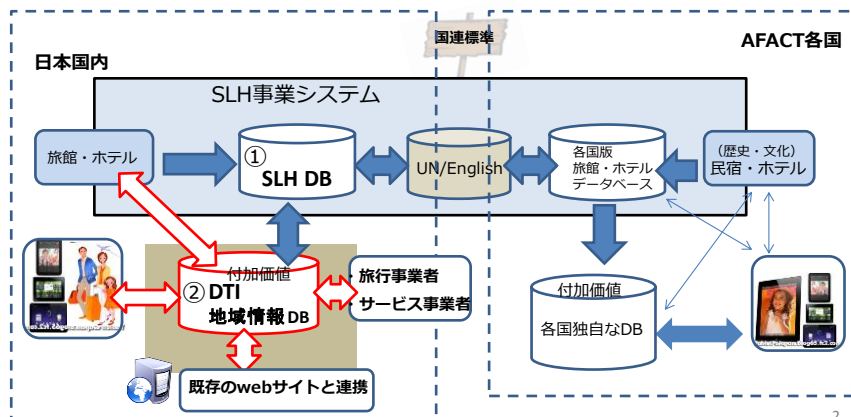 国連標準
AFACT各国
日本国内
SLH事業システム
旅館・ホテル
①
SLH DB
UN/English
各国版
旅館・ホテル
データベース
（歴史・文化）
民宿・ホテル
付加価値
② DTI
地域情報 DB
・旅行事業者
・サービス事業者
既存のwebサイトと連携
付加価値
各国独自なDB
2